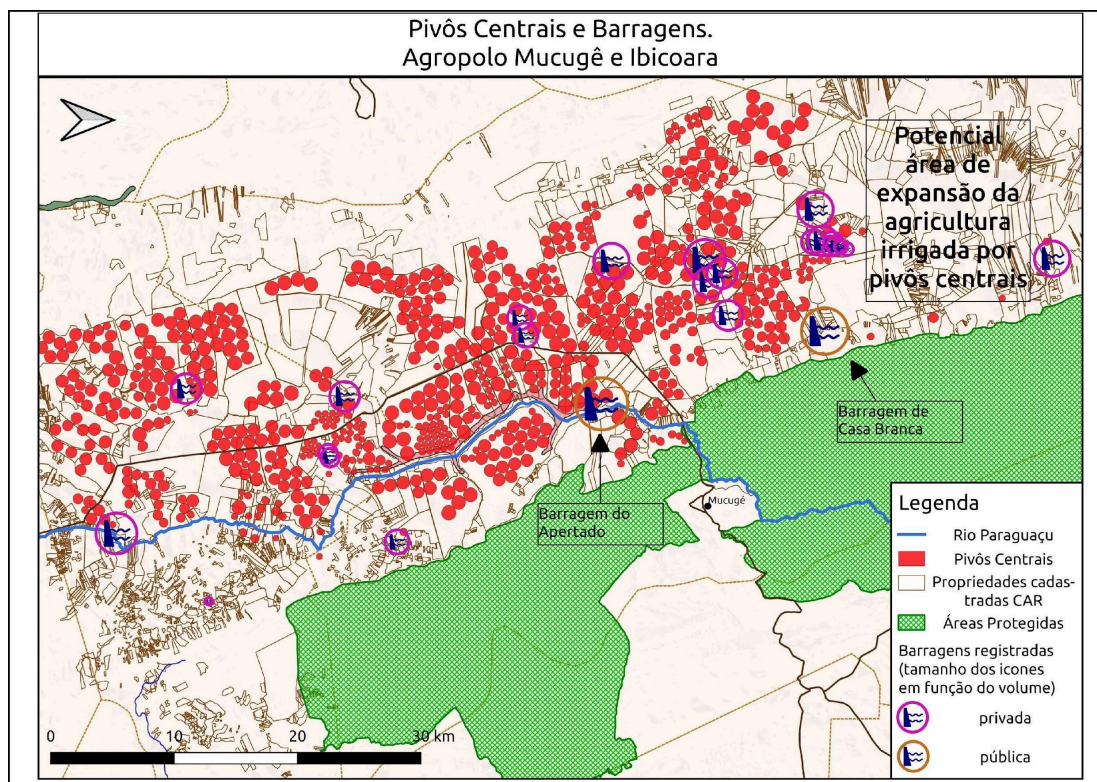 Pivôs Centrais e Barragens.
Agropolo Mucugê e Ibicoara
Potencial
área de
expansão da
agricultura
irrigada por
pivôs centrais
Barragem de
Casa Branca
Barragem do
Apertado
Mucugê
Legenda
Rio Paraguaçu
Pivôs Centrais
Propriedades cadas-
tradas CAR
Áreas Protegidas
Barragens registradas
(tamanho dos icones
em função do volume)
privada
pública
0 10 20 30 km